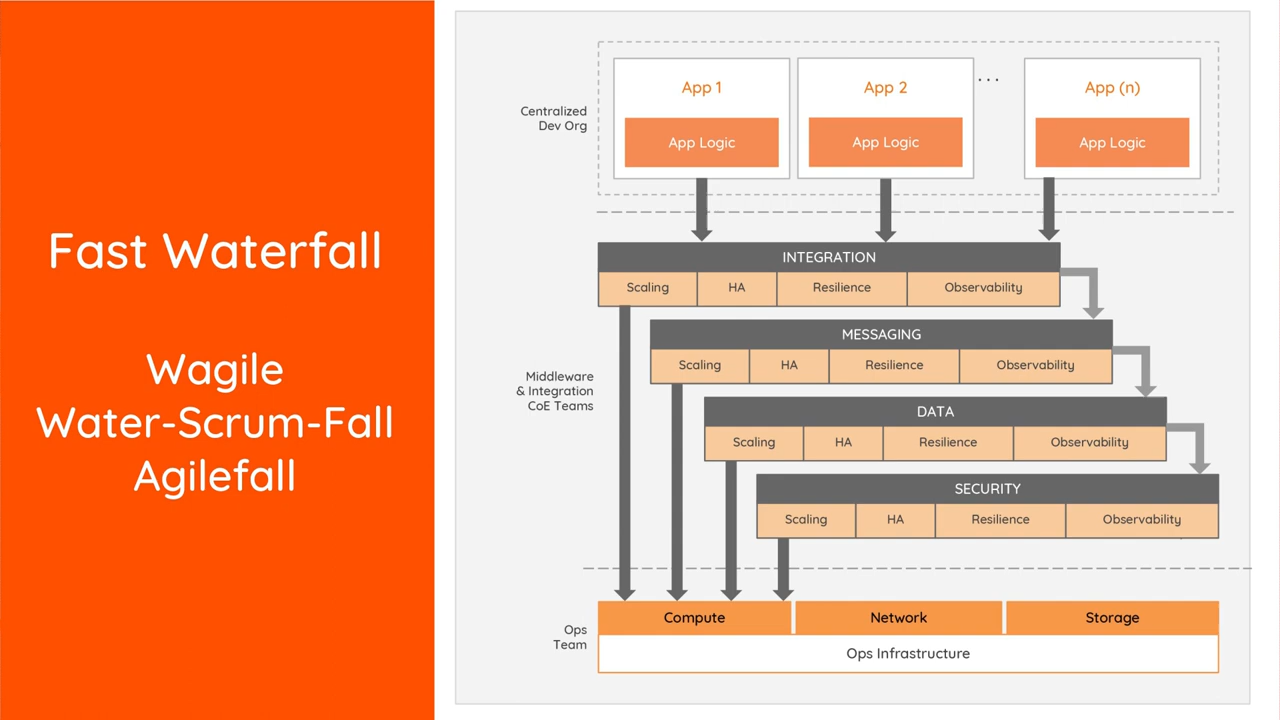 Fast Waterfall
Wagile
Water-Scrum-Fall
Agilefall
Centralized
Dev Org
App 1
App Logic
App 2
App Logic
...
App (n)
App Logic
Middleware
& Integration
CoE Teams
INTEGRATION
Scaling HA Resilience Observability
MESSAGING
Scaling HA Resilience Observability
DATA
Scaling HA Resilience Observability
SECURITY
Scaling HA Resilience Observability
Ops
Team
Compute Network Storage
Ops Infrastructure